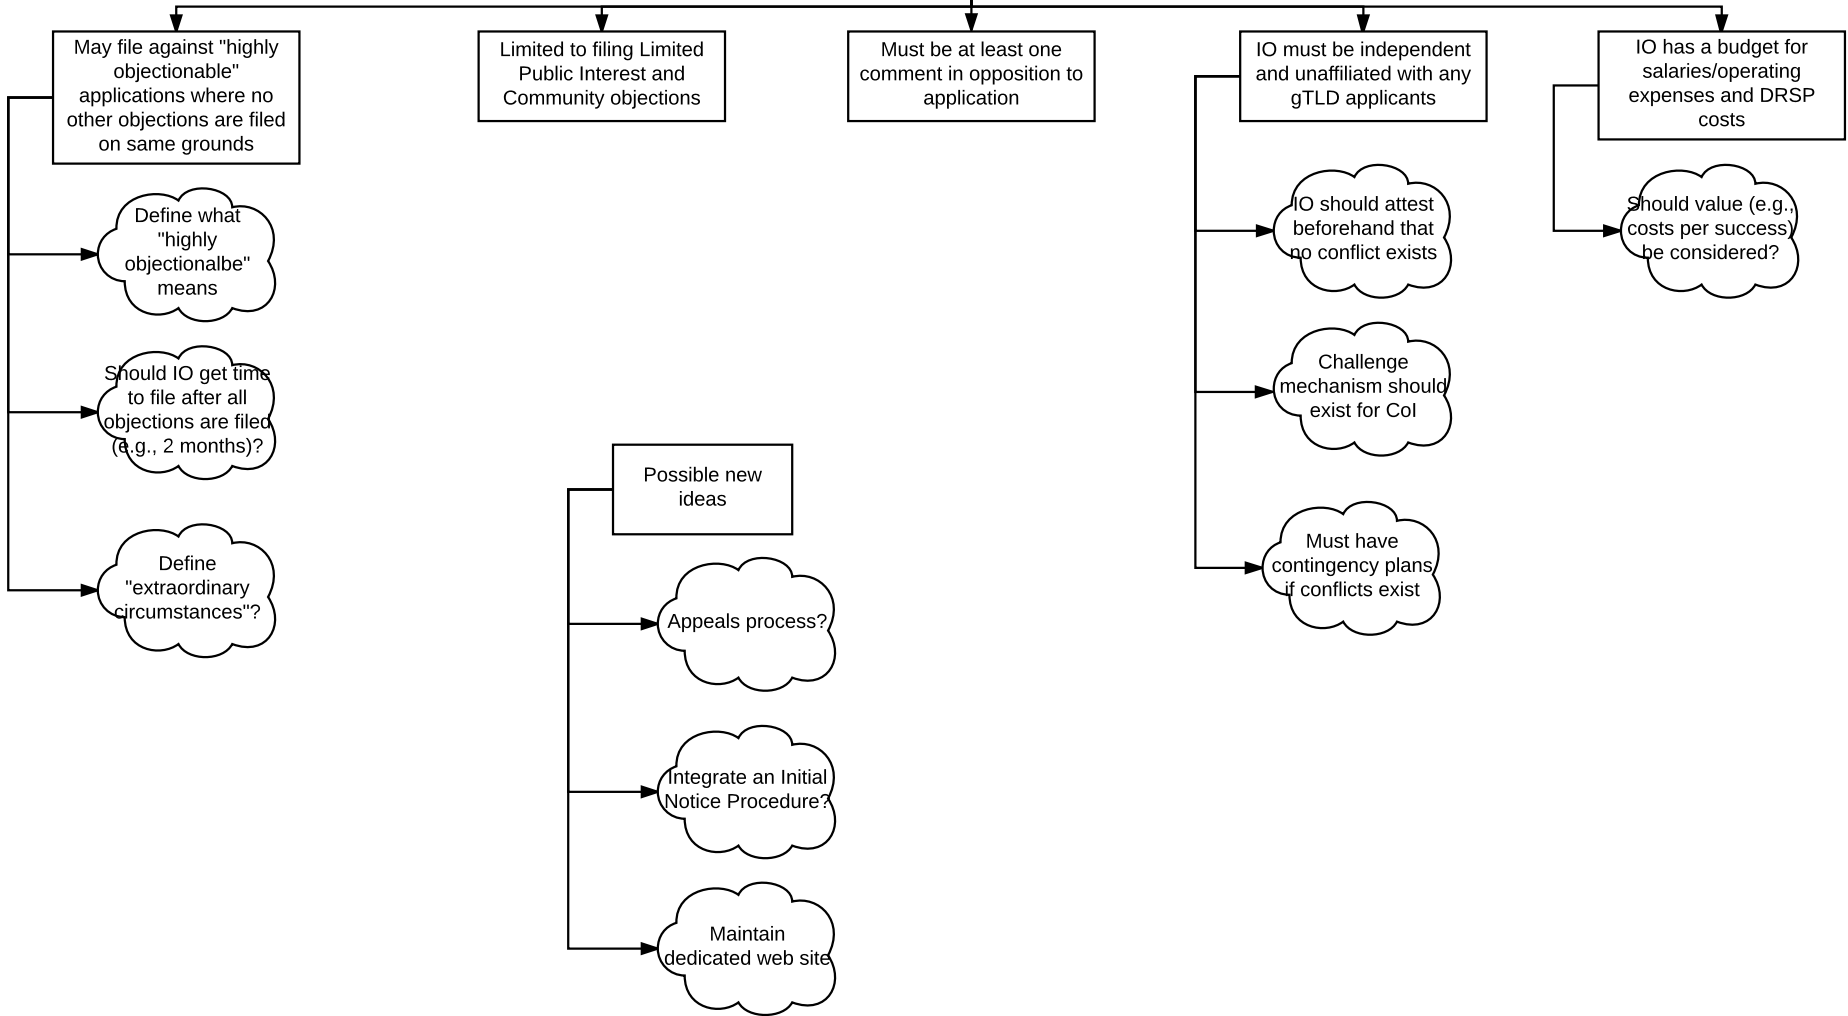 May file against "highly
objectionable"
applications where no
other objections are filed
on same grounds
Limited to filing Limited
Public Interest and
Community objections
Must be at least one
comment in opposition to
application
IO must be independent
and unaffiliated with any
gTLD applicants
IO has a budget for
salaries/operating
expenses and DRSP
costs
Define what
"highly
objectionalbe"
means
Should IO get time
to file after all
objections are filed
(e.g., 2 months)?
Define
"extraordinary
circumstances"?
Possible new
ideas
Appeals process?
Integrate an Initial
Notice Procedure?
Maintain
dedicated web site
IO should attest
beforehand that
no conflict exists
Challenge
mechanism should
exist for CoI
Must have
contingency plans
if conflicts exist
Should value (e.g.,
costs per success)
be considered?